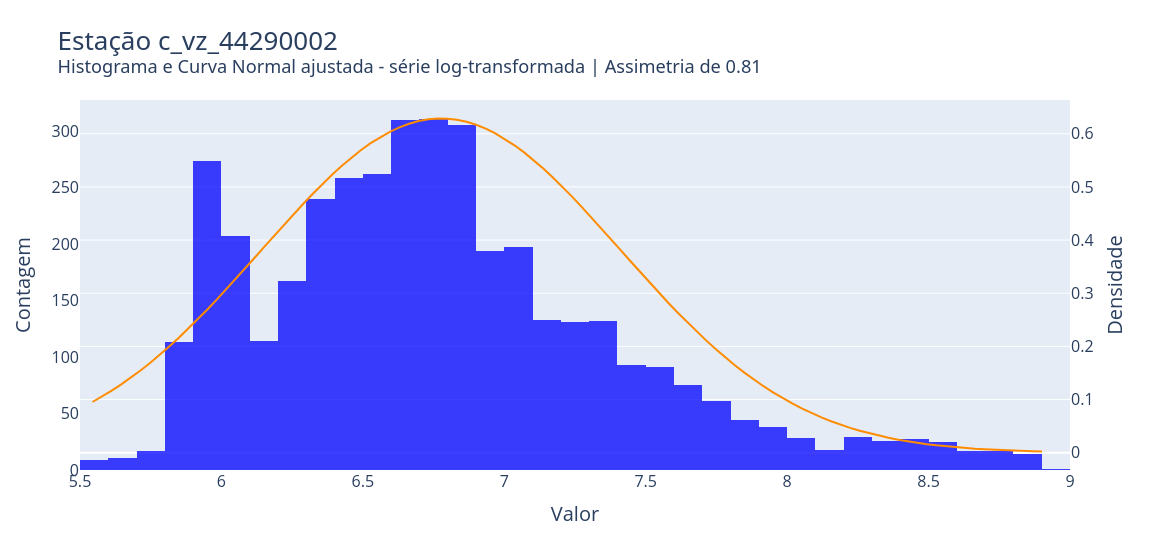 Estação c_vz_44290002
Histograma e Curva Normal ajustada - série log-transformada | Assimetria de 0.81
Contagem
300
250
200
150
100
50
0
0.6
0.5
0.4
0.3
0.2
0.1
0
Densidade
5.5 6 6.5 7 7.5 8 8.5 9
Valor